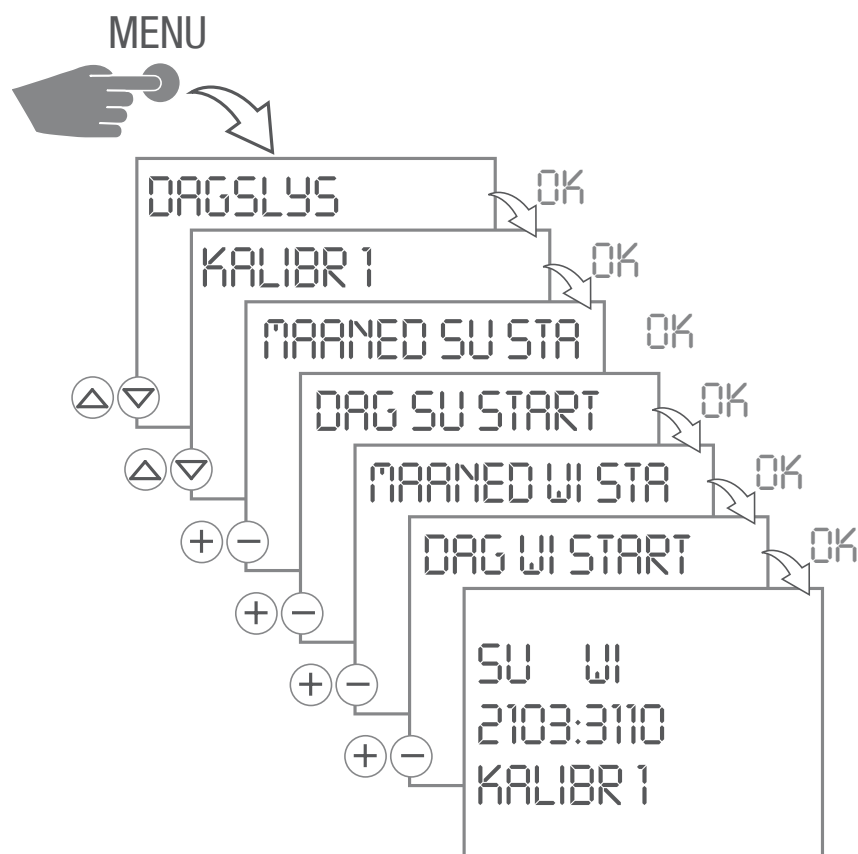 MENU
DAGSLYS
OK
KALIBR 1
OK
MAANED SU STA
OK
DAG SU START
OK
MAANED WI STA
OK
DAG WI START
OK
SU WI
2103:3110
KALIBR 1